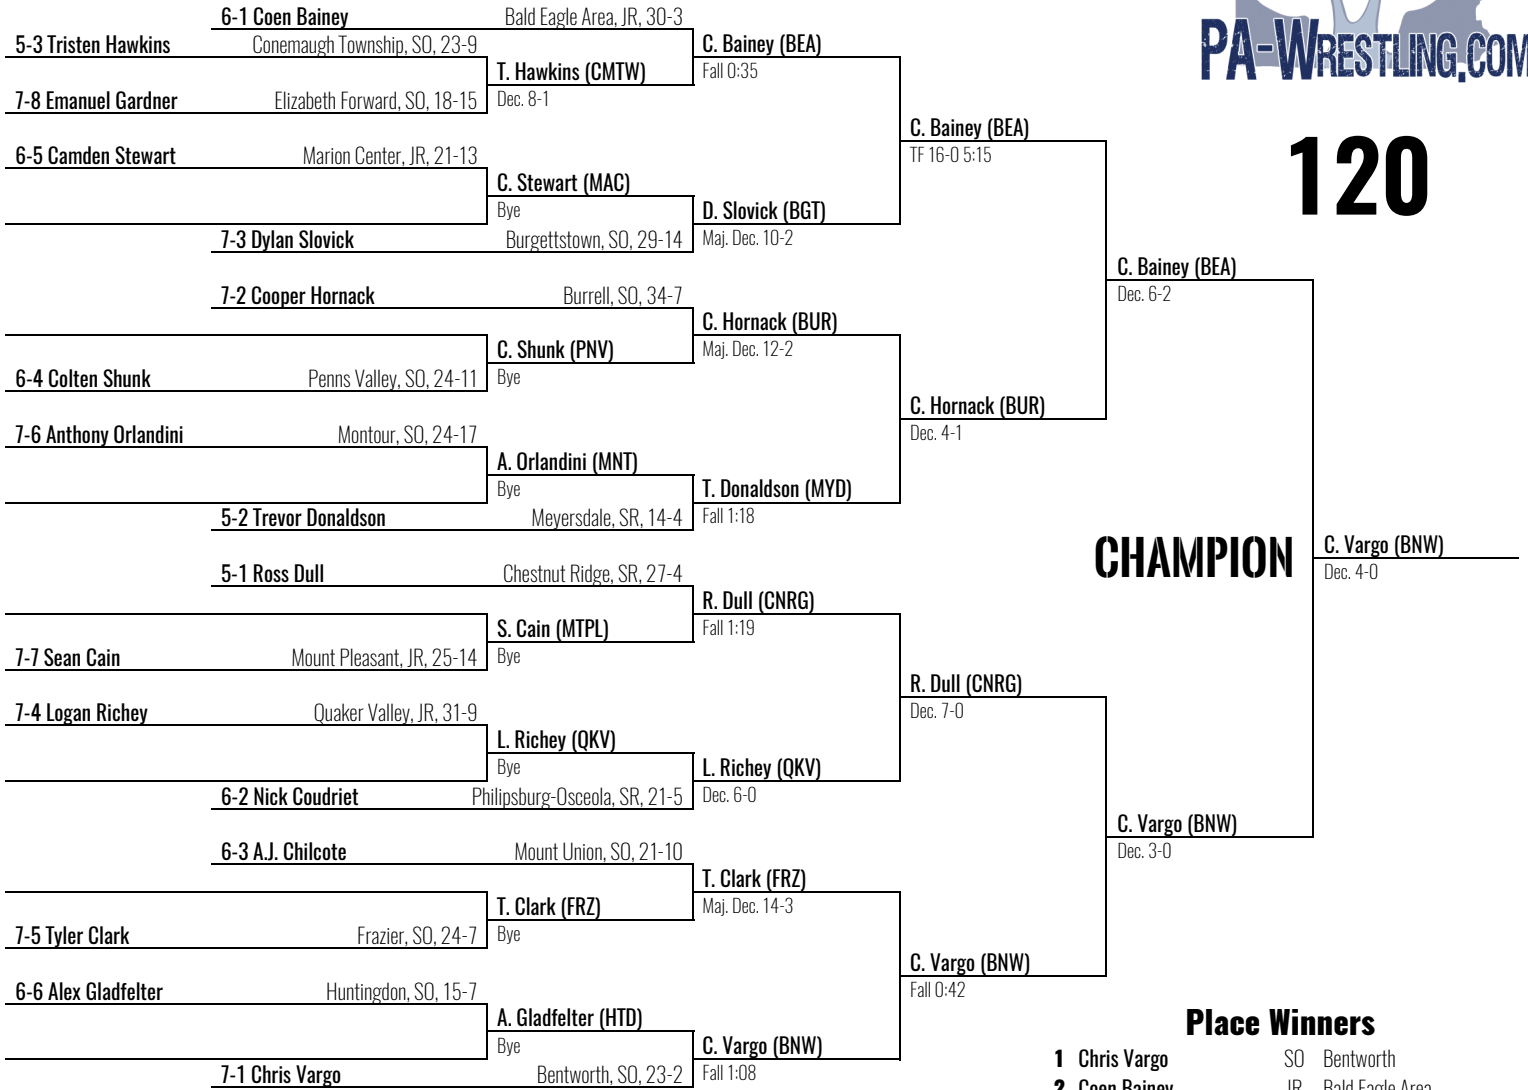 6-1 Coen Bainey Bald Eagle Area, JR, 30-3
5-3 Tristen Hawkins Conemaugh Township, SO, 23-9
C. Bainey (BEA)
Fall 0:35
T. Hawkins (CMTW)
Dec. 8-1
7-8 Emanuel Gardner Elizabeth Forward, SO, 18-15
C. Bainey (BEA)
TF 16-0 5:15
6-5 Camden Stewart Marion Center, JR, 21-13
C. Stewart (MAC)
Bye
D. Slovick (BGT)
Maj. Dec. 10-2
7-3 Dylan Slovick Burgettstown, SO, 29-14
C. Bainey (BEA)
Dec. 6-2
7-2 Cooper Hornack Burrell, SO, 34-7
C. Hornack (BUR)
Maj. Dec. 12-2
C. Shunk (PNV)
Bye
6-4 Colten Shunk Penns Valley, SO, 24-11
C. Hornack (BUR)
Dec. 4-1
7-6 Anthony Orlandini Montour, SO, 24-17
A. Orlandini (MNT)
Bye
T. Donaldson (MYD)
Fall 1:18
5-2 Trevor Donaldson Meyersdale, SR, 14-4
CHAMPION
C. Vargo (BNW)
Dec. 4-0
5-1 Ross Dull Chestnut Ridge, SR, 27-4
R. Dull (CNRG)
Fall 1:19
S. Cain (MTPL)
Bye
7-7 Sean Cain Mount Pleasant, JR, 25-14
R. Dull (CNRG)
Dec. 7-0
7-4 Logan Richey Quaker Valley, JR, 31-9
L. Richey (QKV)
Bye
L. Richey (QKV)
Dec. 6-0
6-2 Nick Coudriet Philipsburg-Osceola, SR, 21-5
C. Vargo (BNW)
Dec. 3-0
6-3 A.J. Chilcote Mount Union, SO, 21-10
T. Clark (FRZ)
Maj. Dec. 14-3
T. Clark (FRZ)
Bye
7-5 Tyler Clark Frazier, SO, 24-7
C. Vargo (BNW)
Fall 0:42
6-6 Alex Gladfelter Huntingdon, SO, 15-7
A. Gladfelter (HTD)
Bye
C. Vargo (BNW)
Fall 1:08
7-1 Chris Vargo Bentworth, SO, 23-2
PA-WRESTLING.COM
120
Place Winners
1 Chris Vargo SO Bentworth
2 Coen Bainey JR Bald Eagle Area